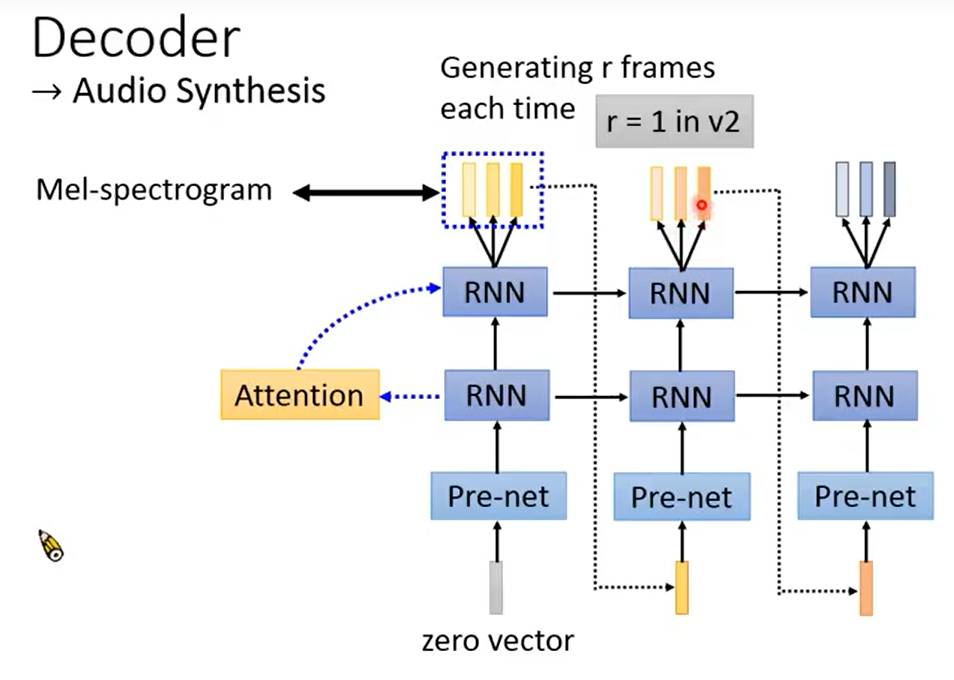 Decoder
→ Audio Synthesis
Generating r frames
each time
r = 1 in v2
Mel-spectrogram
RNN
RNN
RNN
Attention
RNN
RNN
RNN
Pre-net
Pre-net
Pre-net
zero vector